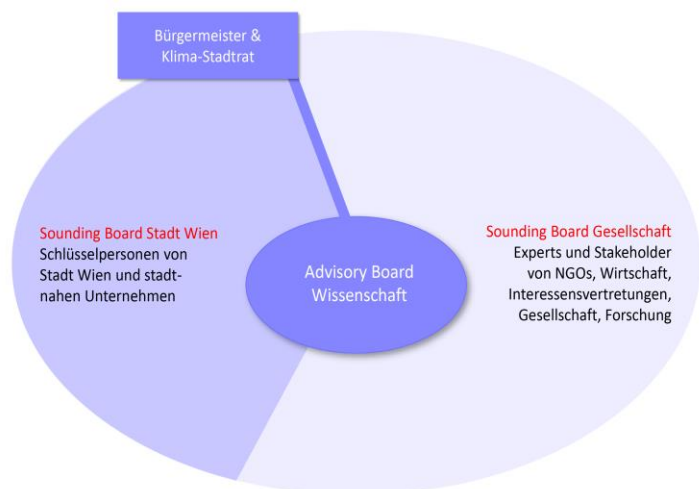 Bürgermeister &
Klima-Stadtrat
Sounding Board Stadt Wien
Schlüsselpersonen von
Stadt Wien und stadt-
nahen Unternehmen
Advisory Board
Wissenschaft
Sounding Board Gesellschaft
Experts und Stakeholder
von NGOs, Wirtschaft,
Interessensvertretungen,
Gesellschaft, Forschung